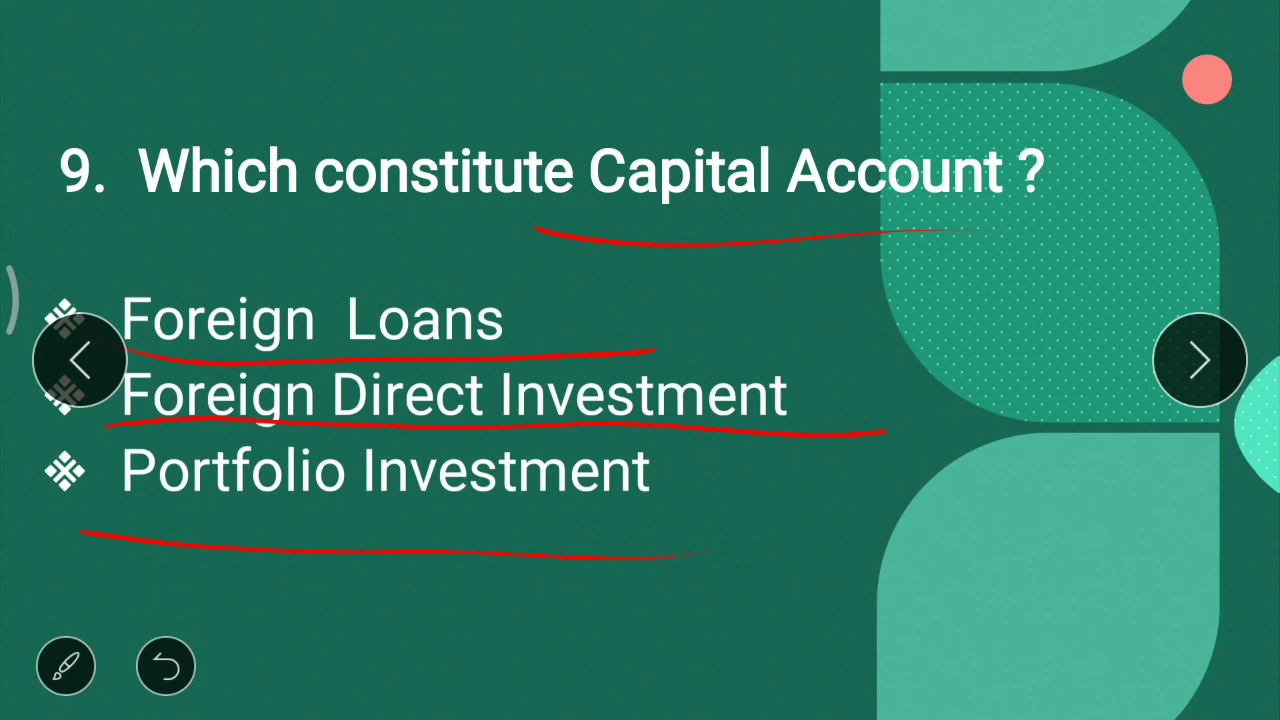 9. Which constitute Capital Account ?
❖ Foreign Loans
❖ Foreign Direct Investment
❖ Portfolio Investment